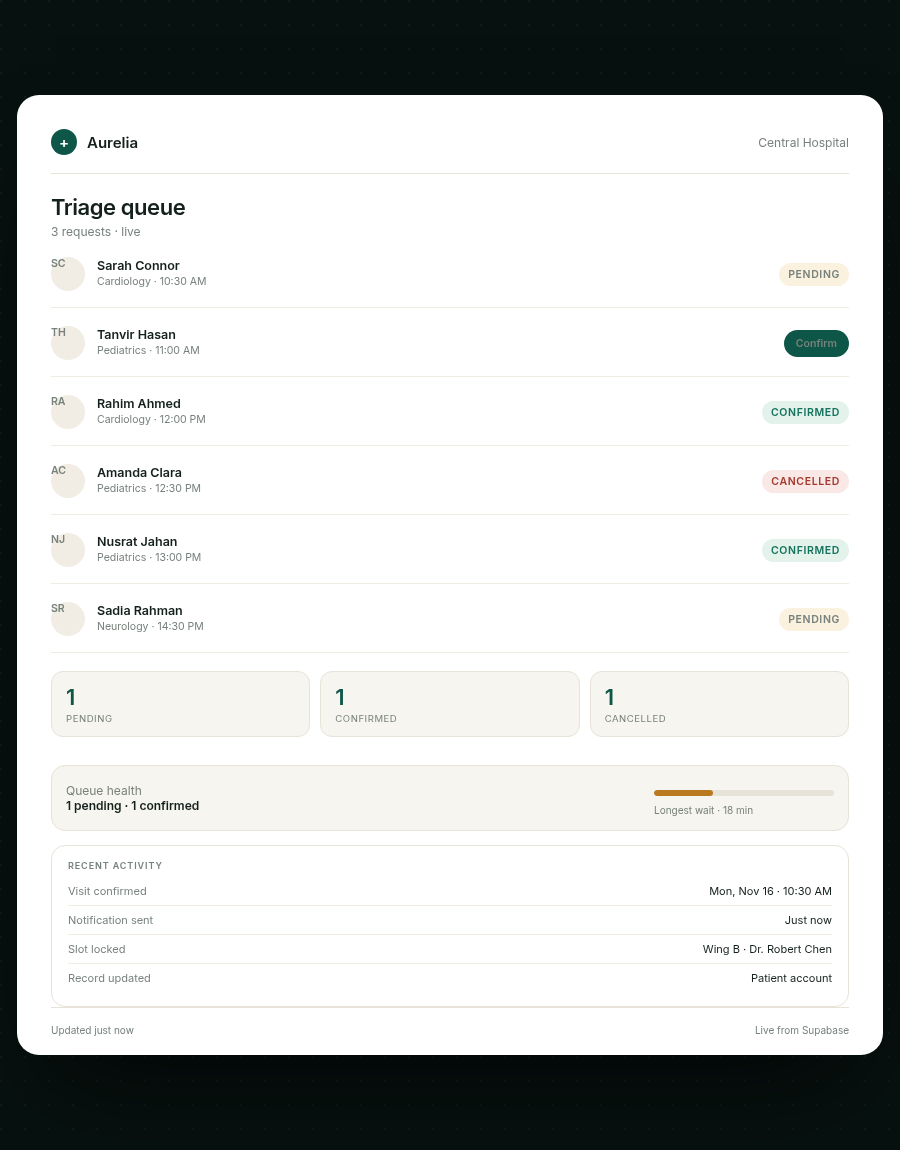 + Aurelia
Central Hospital
Triage queue
3 requests · live
SC
Sarah Connor
Cardiology · 10:30 AM
PENDING
TH
Tanvir Hasan
Pediatrics · 11:00 AM
Confirm
RA
Rahim Ahmed
Cardiology · 12:00 PM
CONFIRMED
AC
Amanda Clara
Pediatrics · 12:30 PM
CANCELLED
NJ
Nusrat Jahan
Pediatrics · 13:00 PM
CONFIRMED
SR
Sadia Rahman
Neurology · 14:30 PM
PENDING
1
PENDING
1
CONFIRMED
1
CANCELLED
Queue health
1 pending · 1 confirmed
Longest wait · 18 min
RECENT ACTIVITY
Visit confirmed
Mon, Nov 16 · 10:30 AM
Notification sent
Just now
Slot locked
Wing B · Dr. Robert Chen
Record updated
Patient account
Updated just now
Live from Supabase